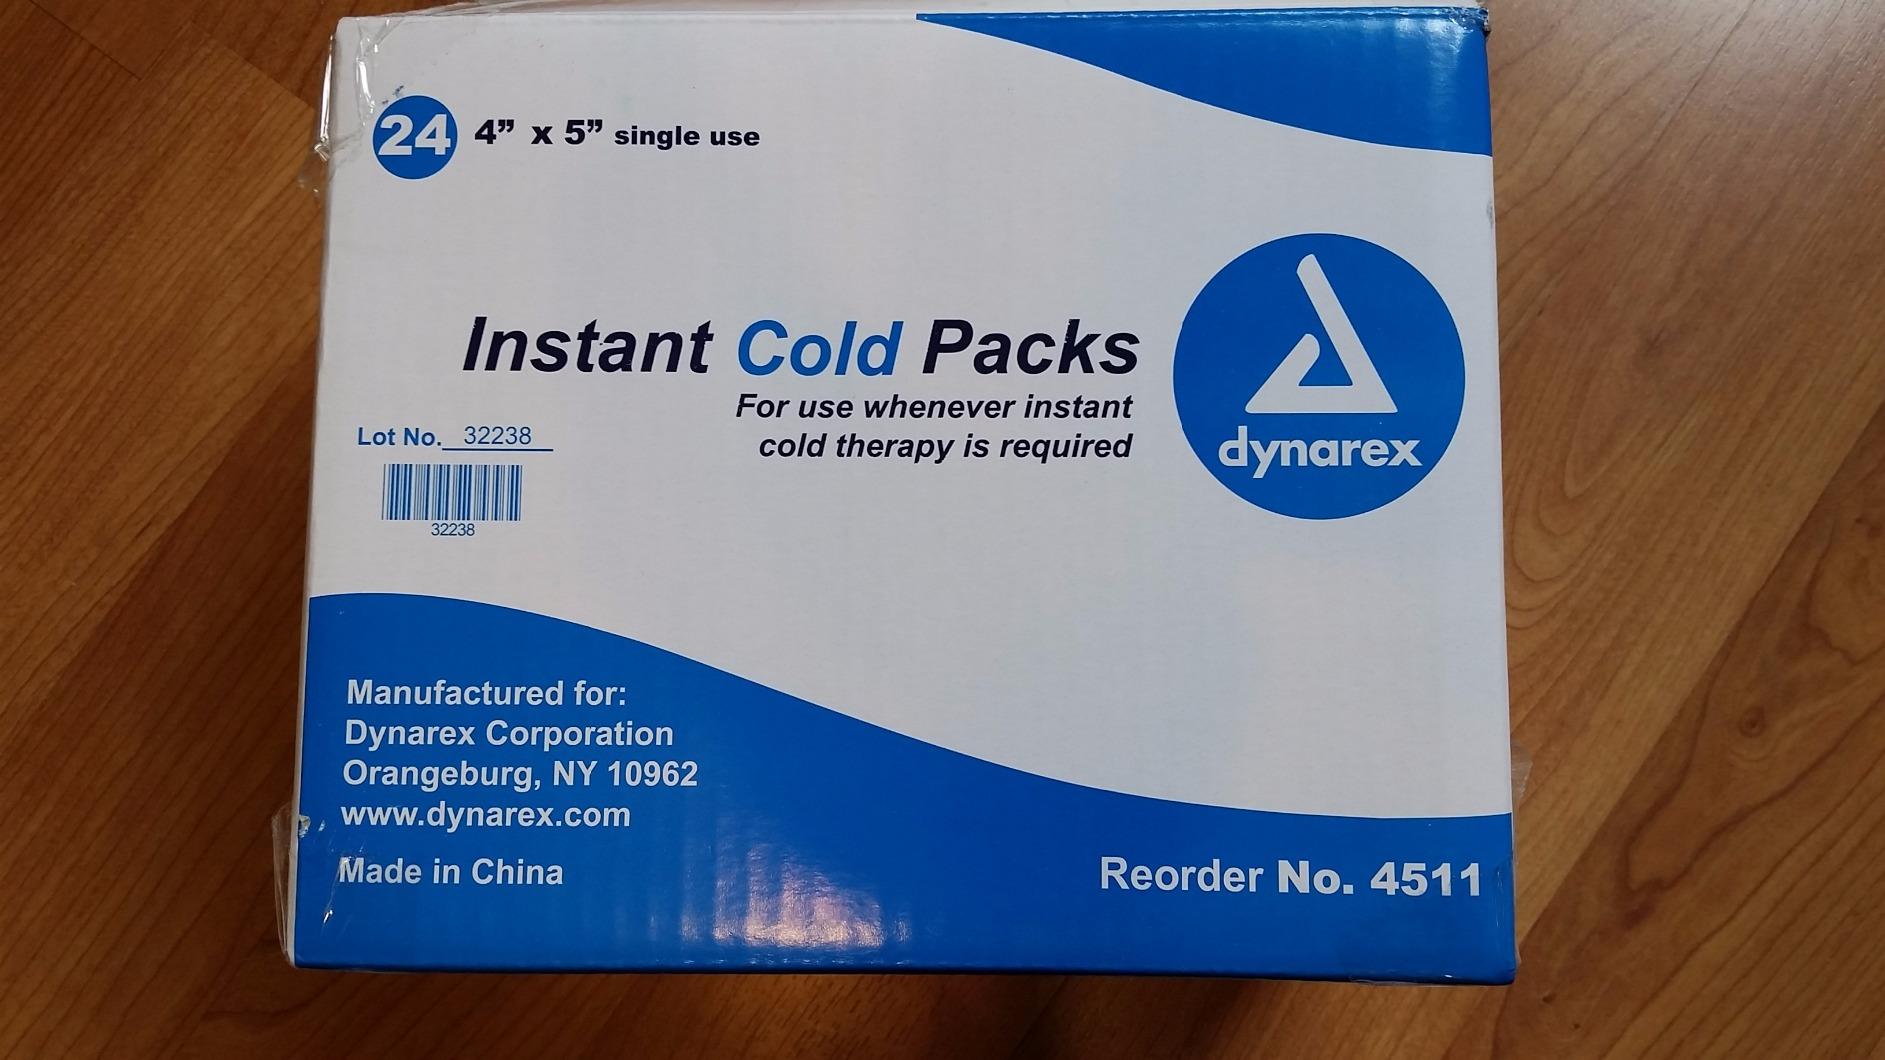 24 4” x 5” single use
Instant Cold Packs
For use whenever instant
cold therapy is required
dynarex
Lot No. 32238
32238
Manufactured for:
Dynarex Corporation
Orangeburg, NY 10962
www.dynarex.com
Made in China
Reorder No. 4511